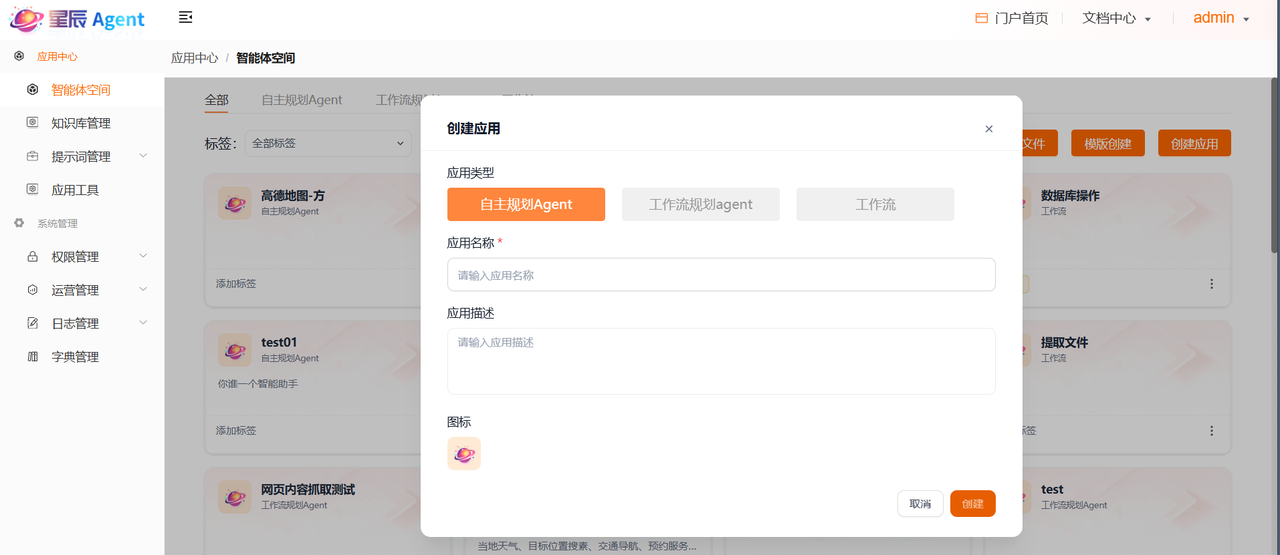 星辰 Agent
门户首页
文档中心
admin
应用中心
智能体空间
知识库管理
提示词管理
应用工具
系统管理
权限管理
运营管理
日志管理
字典管理
应用中心 / 智能体空间
全部
自主规划Agent
工作流规
标签:
全部标签
文件
模版创建
创建应用
高德地图-方
自主规划Agent
添加标签
数据库操作
工作流
test01
自主规划Agent
你谁一个智能助手
添加标签
提取文件
工作流
标签
网页内容抓取测试
工作流规划Agent
当地天气、目标位置搜素、交通导航、预约服务...
test
工作流规划Agent
创建应用
应用类型
自主规划Agent
工作流规划agent
工作流
应用名称 *
请输入应用名称
应用描述
请输入应用描述
图标
取消
创建